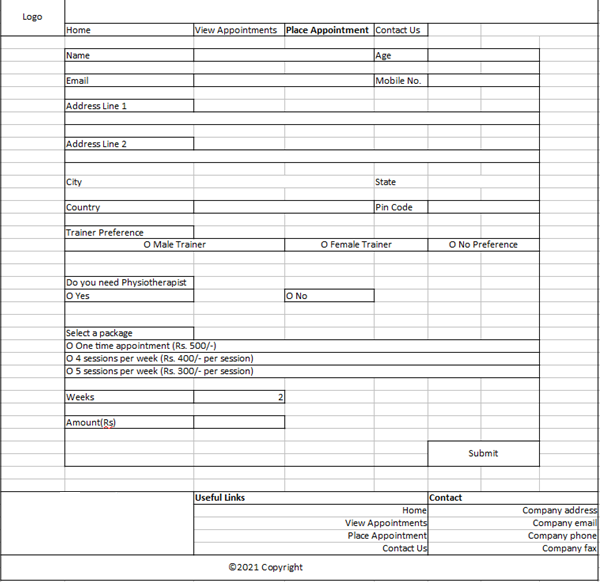 Logo
Home View Appointments Place Appointment Contact Us
Name Age
Email Mobile No.
Address Line 1
Address Line 2
City State
Country Pin Code
Trainer Preference
O Male Trainer O Female Trainer O No Preference
Do you need Physiotherapist
O Yes O No
Select a package
O One time appointment (Rs. 500/-)
O 4 sessions per week (Rs. 400/- per session)
O 5 sessions per week (Rs. 300/- per session)
Weeks 2
Amount(Rs)
Submit
Useful Links Contact
Home Company address
View Appointments Company email
Place Appointment Company phone
Contact Us Company fax
©2021 Copyright